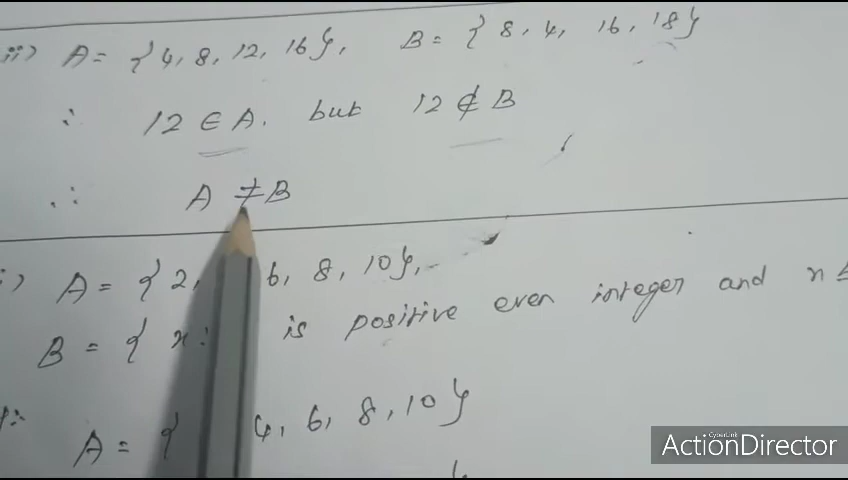 ii) A = {4, 8, 12, 16}, B = {8, 4, 16, 18}
∴ 12 ∈ A. but 12 ∉ B
∴ A ≠ B
i) A = {2, 6, 8, 10},
B = {x: is positive even integer and x ≤
A = { 4, 6, 8, 10}
CyberLink
ActionDirector